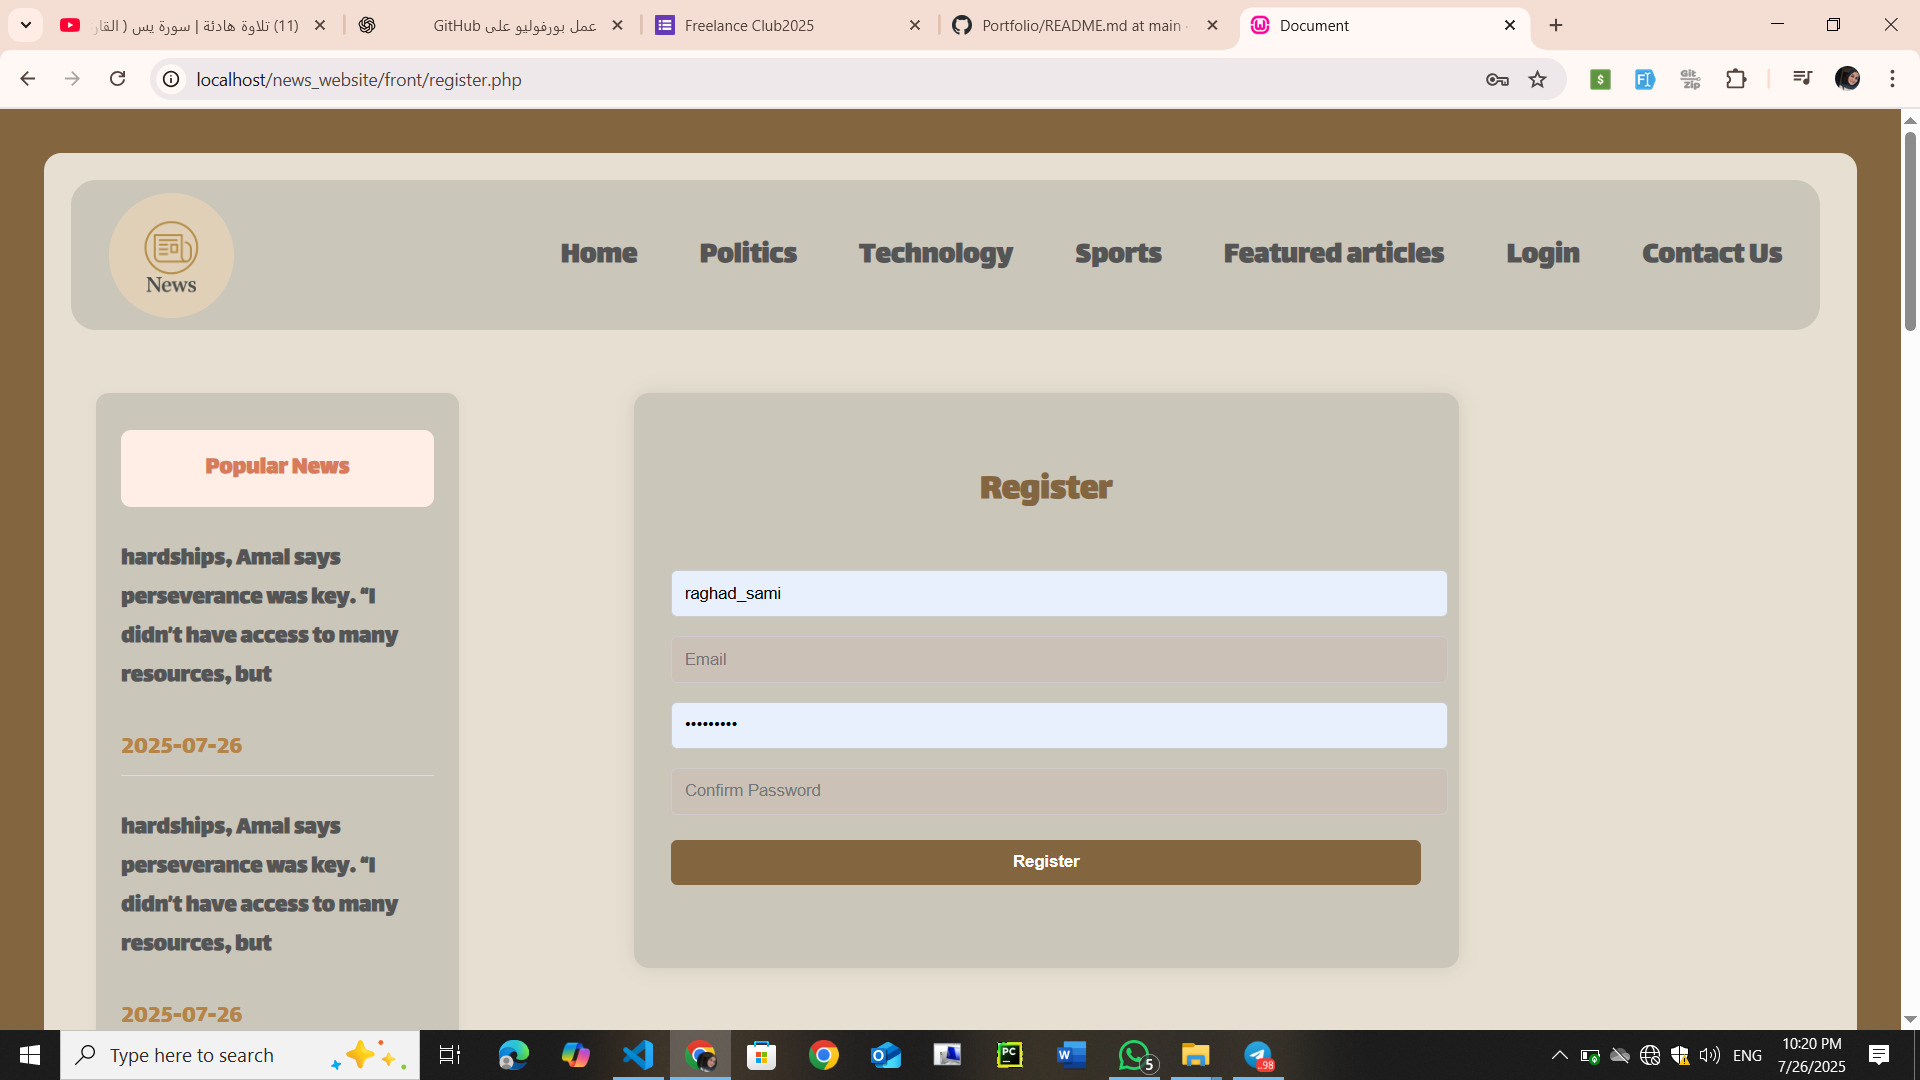 (11) تلاوة هادئة | سورة يس ( القار
عمل بورفوليو على GitHub
Freelance Club2025
Portfolio/README.md at main
Document
localhost/news_website/front/register.php
News
Home
Politics
Technology
Sports
Featured articles
Login
Contact Us
Popular News
hardships, Amal says
perseverance was key. “I
didn’t have access to many
resources, but
2025-07-26
hardships, Amal says
perseverance was key. “I
didn’t have access to many
resources, but
2025-07-26
Register
raghad_sami
Email
•••••••••
Confirm Password
Register
Type here to search
5
.98
ENG
10:20 PM
7/26/2025